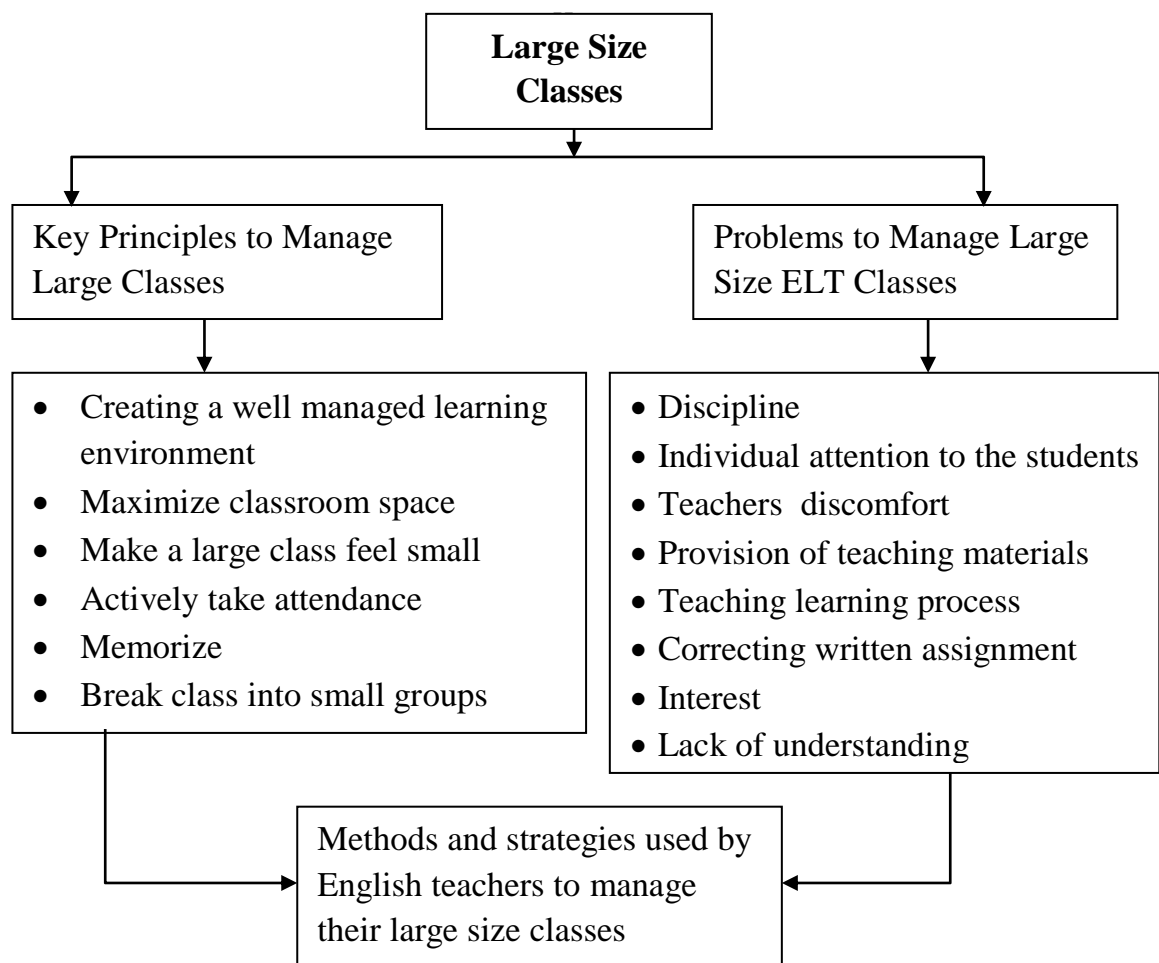 Large Size
Classes
Key Principles to Manage
Large Classes
Problems to Manage Large
Size ELT Classes
• Creating a well managed learning
environment
• Maximize classroom space
• Make a large class feel small
• Actively take attendance
• Memorize
• Break class into small groups
• Discipline
• Individual attention to the students
• Teachers  discomfort
• Provision of teaching materials
• Teaching learning process
• Correcting written assignment
• Interest
• Lack of understanding
Methods and strategies used by
English teachers to manage
their large size classes